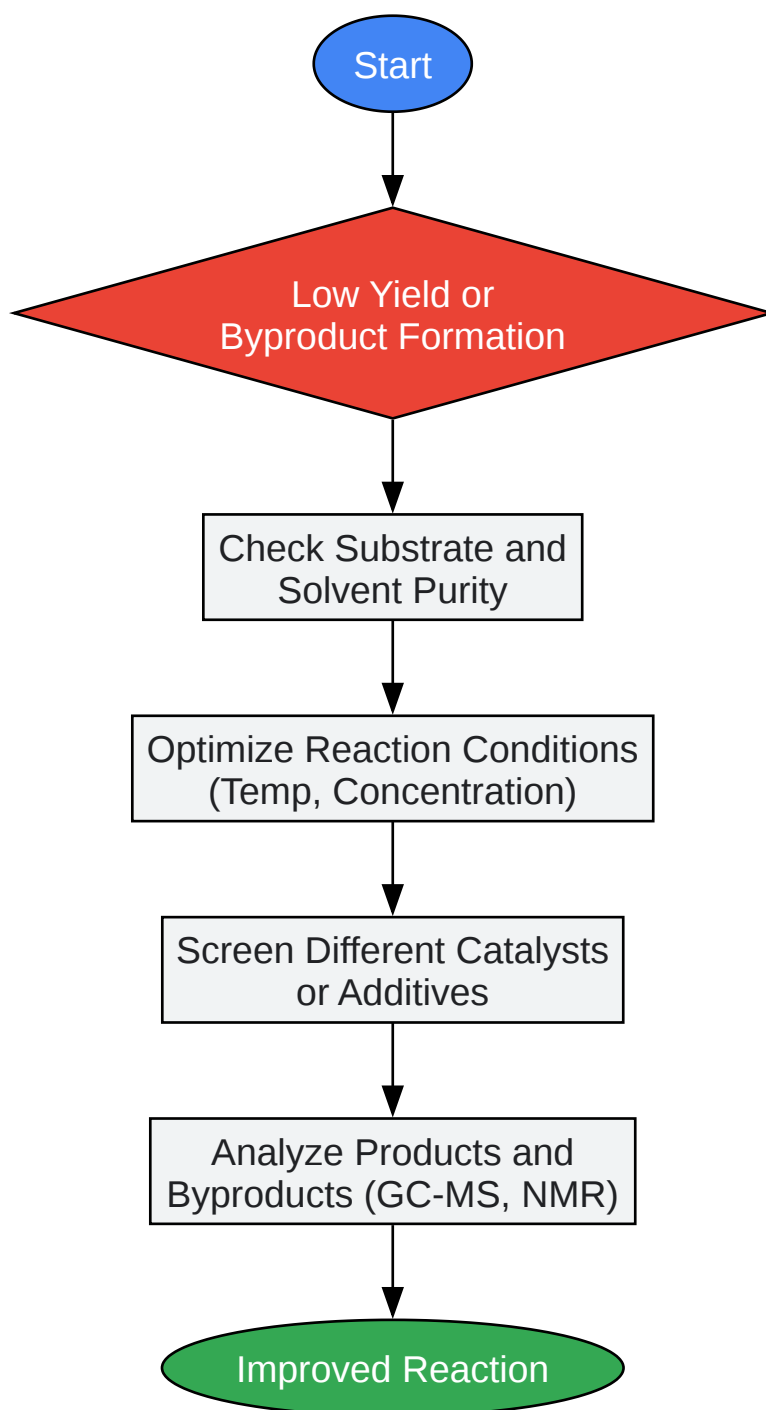 Start
Low Yield or
Byproduct Formation
Check Substrate and
Solvent Purity
Optimize Reaction Conditions
(Temp, Concentration)
Screen Different Catalysts
or Additives
Analyze Products and
Byproducts (GC-MS, NMR)
Improved Reaction